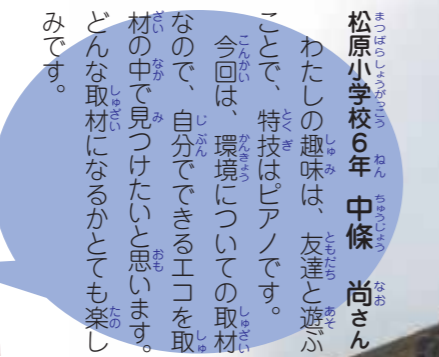 松原小学校6年 中條 尚さん
わたしの趣味は、友達と遊ぶ
ことで、特技はピアノです。
今回は、環境についての取材
なので、自分でできるエコを取
材の中で見つけたいと思います。
どんな取材になるかとても楽し
みです。